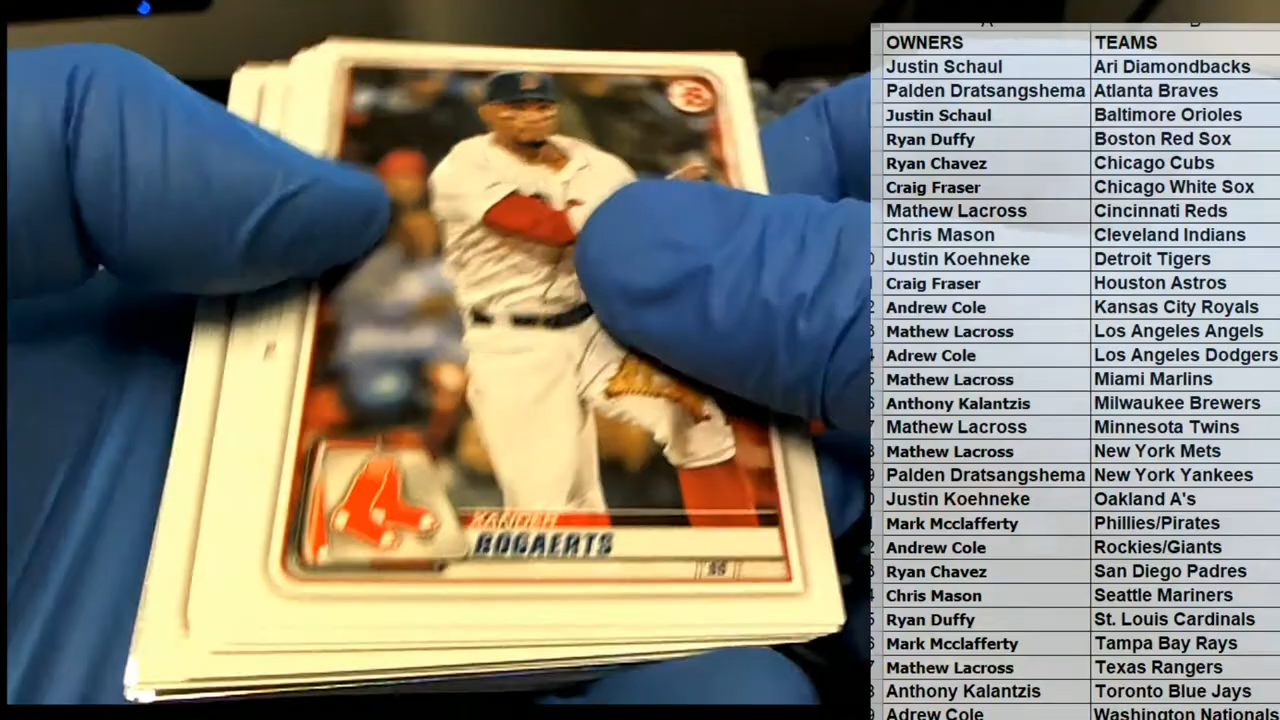 XANDER
BOGAERTS
SS
OWNERS TEAMS
Justin Schaul Ari Diamondbacks
Palden Dratsangshema Atlanta Braves
Justin Schaul Baltimore Orioles
Ryan Duffy Boston Red Sox
Ryan Chavez Chicago Cubs
Craig Fraser Chicago White Sox
Mathew Lacross Cincinnati Reds
Chris Mason Cleveland Indians
Justin Koehneke Detroit Tigers
Craig Fraser Houston Astros
Andrew Cole Kansas City Royals
Mathew Lacross Los Angeles Angels
Adrew Cole Los Angeles Dodgers
Mathew Lacross Miami Marlins
Anthony Kalantzis Milwaukee Brewers
Mathew Lacross Minnesota Twins
Mathew Lacross New York Mets
Palden Dratsangshema New York Yankees
Justin Koehneke Oakland A's
Mark Mcclafferty Phillies/Pirates
Andrew Cole Rockies/Giants
Ryan Chavez San Diego Padres
Chris Mason Seattle Mariners
Ryan Duffy St. Louis Cardinals
Mark Mcclafferty Tampa Bay Rays
Mathew Lacross Texas Rangers
Anthony Kalantzis Toronto Blue Jays
Adrew Cole Washington Nationals